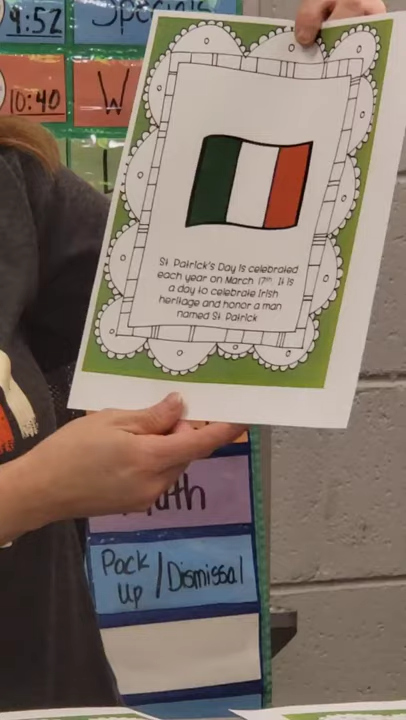 Specials
9:52
10:40
W
St. Patrick's Day is celebrated
each year on March 17th. It is
a day to celebrate Irish
heritage and honor a man
named St. Patrick
Math
Pack
Up / Dismissal